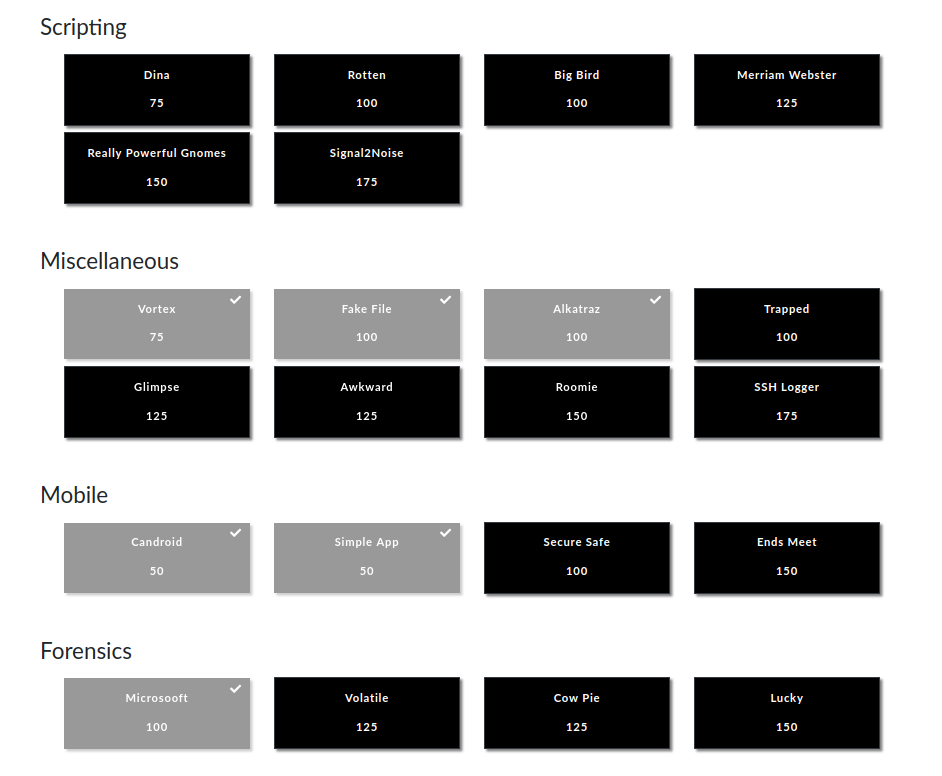 Scripting
Dina
75
Rotten
100
Big Bird
100
Merriam Webster
125
Really Powerful Gnomes
150
Signal2Noise
175
Miscellaneous
Vortex
75
Fake File
100
Alkatraz
100
Trapped
100
Glimpse
125
Awkward
125
Roomie
150
SSH Logger
175
Mobile
Candroid
50
Simple App
50
Secure Safe
100
Ends Meet
150
Forensics
Microsooft
100
Volatile
125
Cow Pie
125
Lucky
150